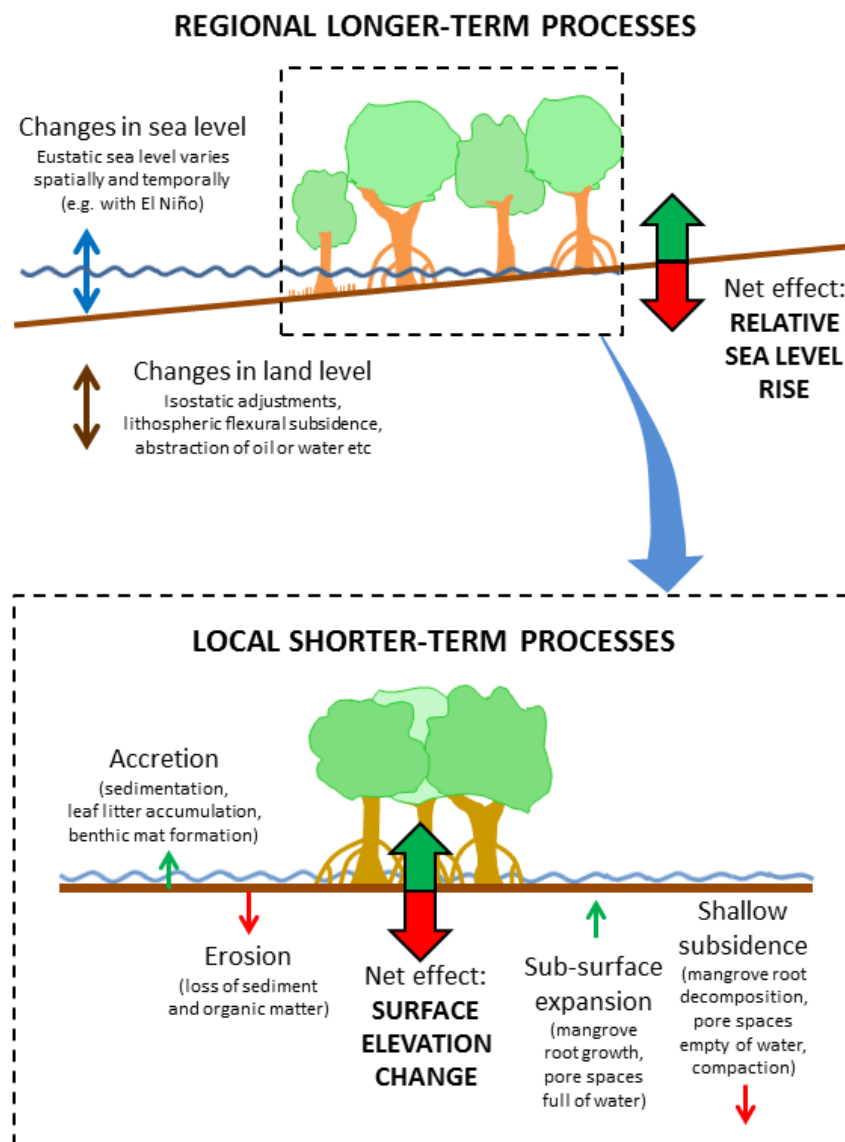 REGIONAL LONGER-TERM PROCESSES
Changes in sea level
Eustatic sea level varies
spatially and temporally
(e.g. with El Niño)
Net effect:
RELATIVE
SEA LEVEL
RISE
Changes in land level
Isostatic adjustments,
lithospheric flexural subsidence,
abstraction of oil or water etc
LOCAL SHORTER-TERM PROCESSES
Accretion
(sedimentation,
leaf litter accumulation,
benthic mat formation)
Erosion
(loss of sediment
and organic matter)
Net effect:
SURFACE
ELEVATION
CHANGE
Sub-surface
expansion
(mangrove
root growth,
pore spaces
full of water)
Shallow
subsidence
(mangrove root
decomposition,
pore spaces
empty of water,
compaction)